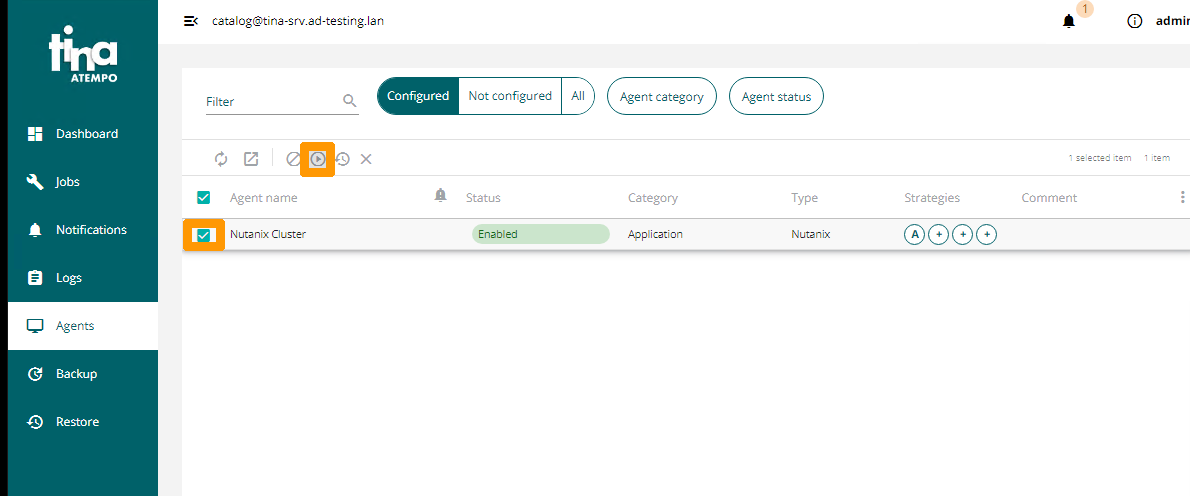 tina
ATEMPO
Dashboard
Jobs
Notifications
Logs
Agents
Backup
Restore
catalog@tina-srv.ad-testing.lan
1
admin
Filter
Configured
Not configured
All
Agent category
Agent status
1 selected item
1 item
Agent name
Status
Category
Type
Strategies
Comment
Nutanix Cluster
Enabled
Application
Nutanix
A + + +